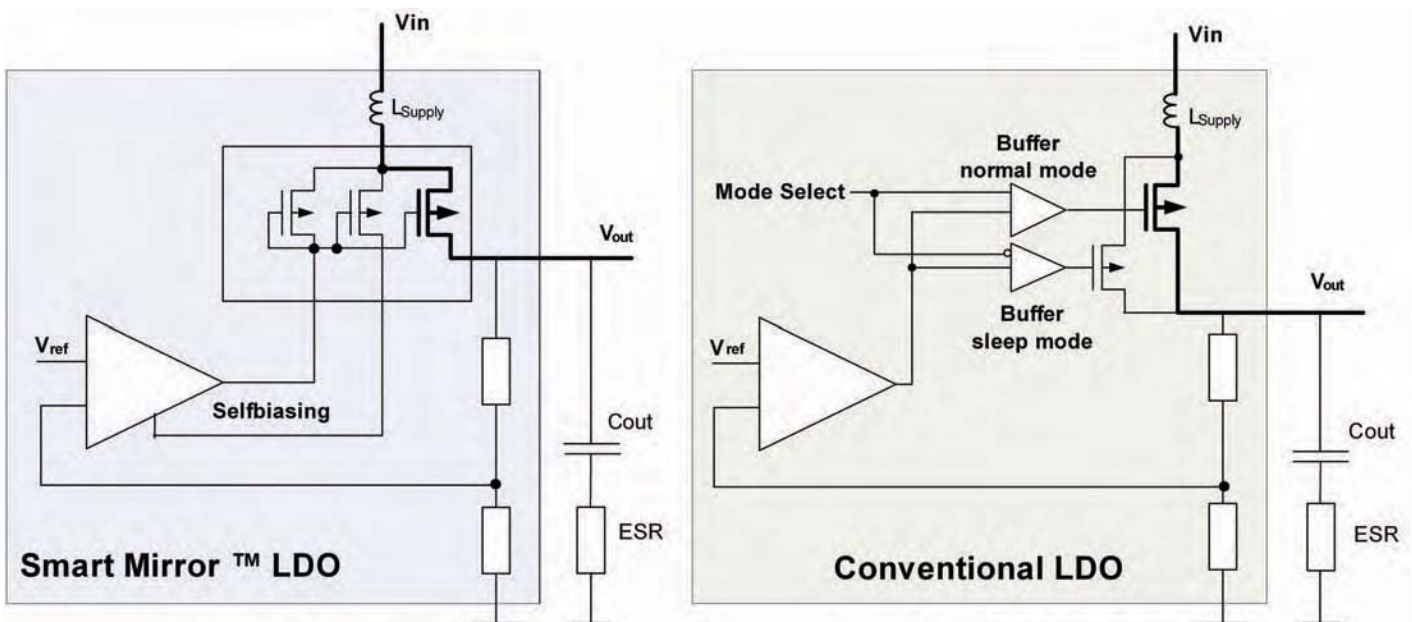 Vin
LSupply
Vout
Vref
Selfbiasing
Cout
ESR
Smart Mirror ™ LDO
Vin
LSupply
Buffer
normal mode
Mode Select
Buffer
sleep mode
Vout
Vref
Cout
ESR
Conventional LDO